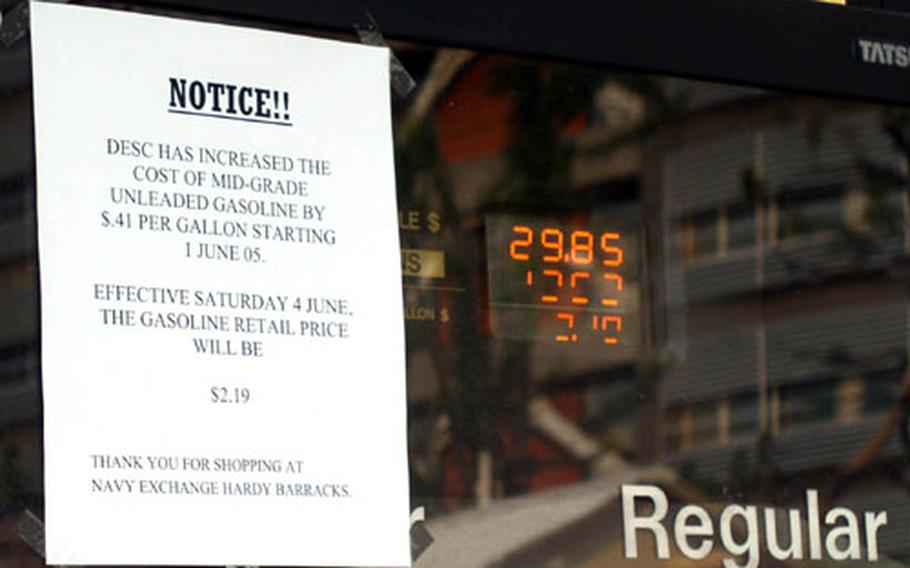 NOTICE!!
DESC HAS INCREASED THE
COST OF MID-GRADE
UNLEADED GASOLINE BY
$.41 PER GALLON STARTING
1 JUNE 05.
EFFECTIVE SATURDAY 4 JUNE,
THE GASOLINE RETAIL PRICE
WILL BE
$2.19
THANK YOU FOR SHOPPING AT
NAVY EXCHANGE HARDY BARRACKS.
LE $
29.85
Regular